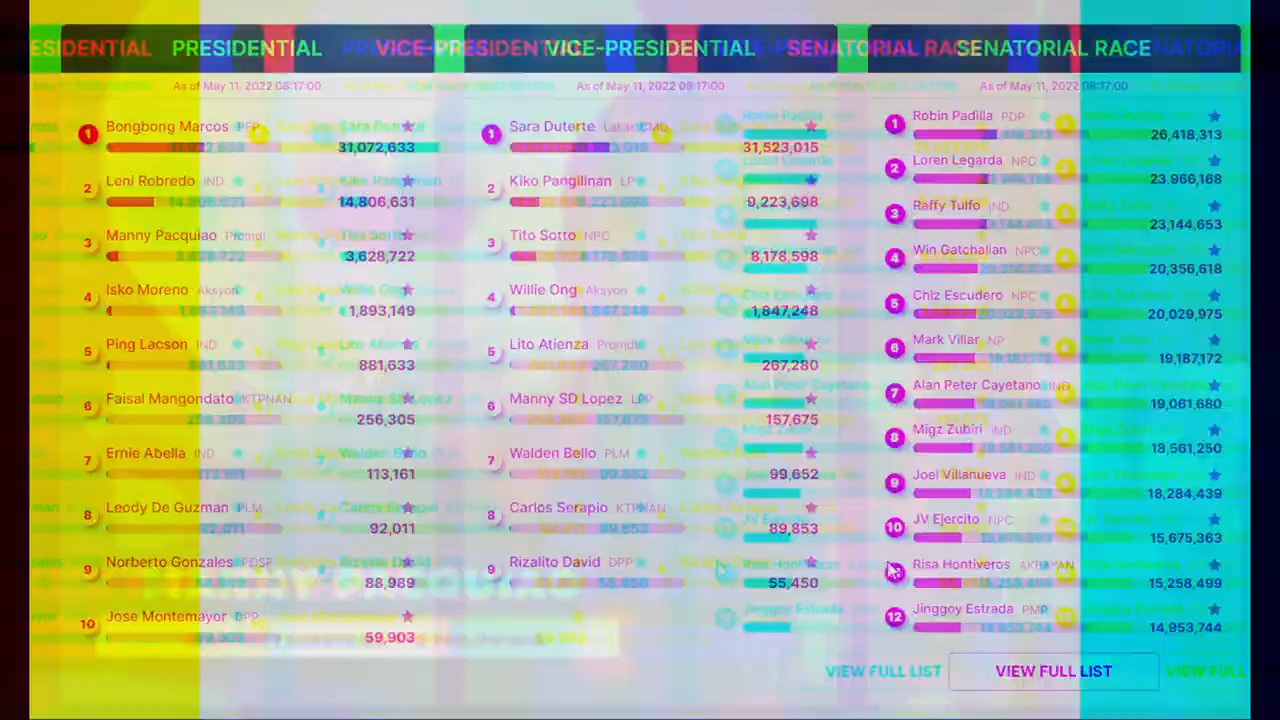 PRESIDENTIAL
As of May 11, 2022 08:17:00
1 Bongbong Marcos PFP 31,072,633
2 Leni Robredo IND 14,806,631
3 Manny Pacquiao Promdi 3,628,722
4 Isko Moreno Aksyon 1,893,149
5 Ping Lacson IND 881,633
6 Faisal Mangondato KTPNAN 256,305
7 Ernie Abella IND 113,161
8 Leody De Guzman PLM 92,011
9 Norberto Gonzales PDSP 88,989
10 Jose Montemayor DPP 59,903
VICE-PRESIDENTIAL
As of May 11, 2022 08:17:00
1 Sara Duterte 31,523,015
2 Kiko Pangilinan LP 9,223,698
3 Tito Sotto NPC 8,178,598
4 Willie Ong Aksyon 1,847,248
5 Lito Atienza Promdi 267,280
6 Manny SD Lopez LPP 157,675
7 Walden Bello PLM 99,652
8 Carlos Serapio KTPNAN 89,853
9 Rizalito David DPP 55,450
SENATORIAL RACE
As of May 11, 2022 08:17:00
1 Robin Padilla PDP 26,418,313
2 Loren Legarda NPC 23,966,168
3 Raffy Tulfo IND 23,144,653
4 Win Gatchalian NPC 20,356,618
5 Chiz Escudero NPC 20,029,975
6 Mark Villar NP 19,187,172
7 Alan Peter Cayetano IND 19,061,680
8 Migz Zubiri IND 18,561,250
9 Joel Villanueva IND 18,284,439
10 JV Ejercito NPC 15,675,363
Risa Hontiveros AKBAYAN 15,258,499
12 Jinggoy Estrada PMP 14,953,744
VIEW FULL LIST